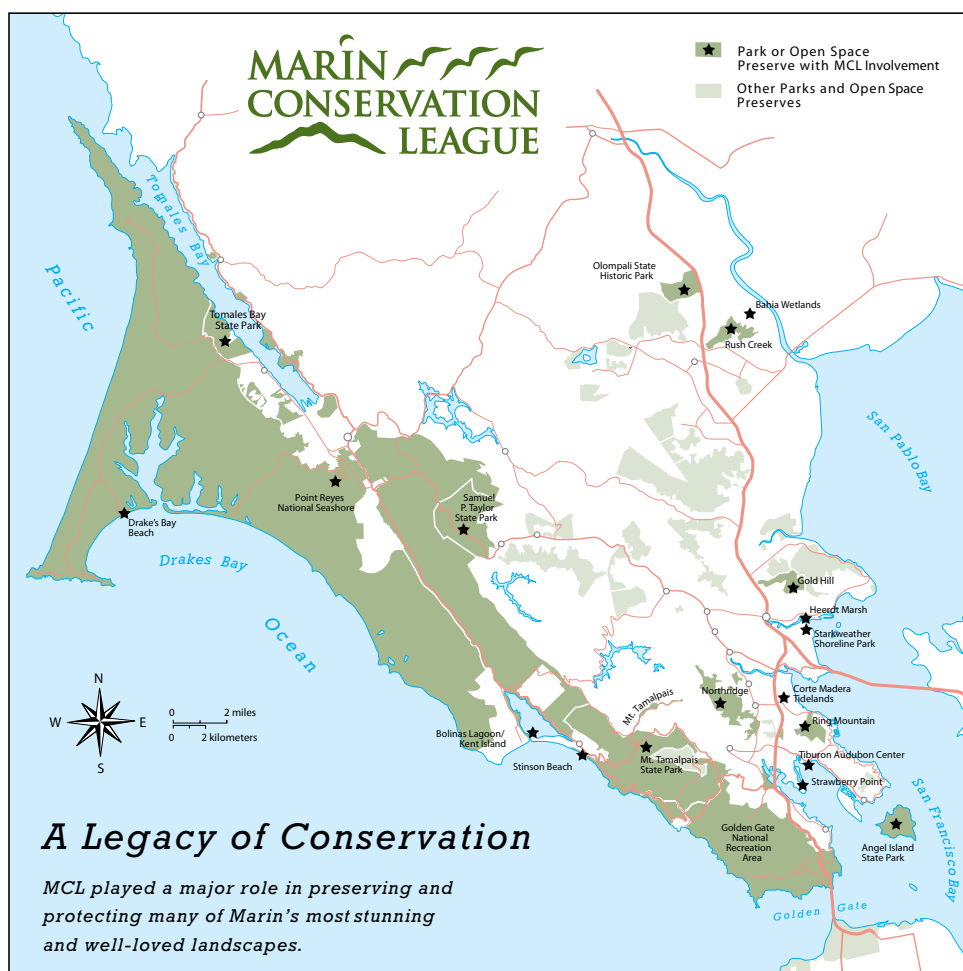 MARIN
CONSERVATION
LEAGUE
Park or Open Space
Preserve with MCL Involvement
Other Parks and Open Space
Preserves
Tomales Bay
Pacific
Olompali State
Historic Park
Bahia Wetlands
Rush Creek
Tomales Bay
State Park
San Pablo Bay
Point Reyes
National Seashore
Samuel
P. Taylor
State Park
Drake's Bay
Beach
Drakes Bay
Ocean
Gold Hill
Heerdt Marsh
Starkweather
Shoreline Park
N
W
E
S
0 2 miles
0 2 kilometers
Mt. Tamalpais
Northridge
Corte Madera
Tidelands
Ring Mountain
Bolinas Lagoon/
Kent Island
Stinson Beach
Mt. Tamalpais
State Park
Tiburon Audubon Center
Strawberry Point
San Francisco Bay
Golden Gate
National
Recreation
Area
Angel Island
State Park
Golden Gate
A Legacy of Conservation
MCL played a major role in preserving and
protecting many of Marin's most stunning
and well-loved landscapes.